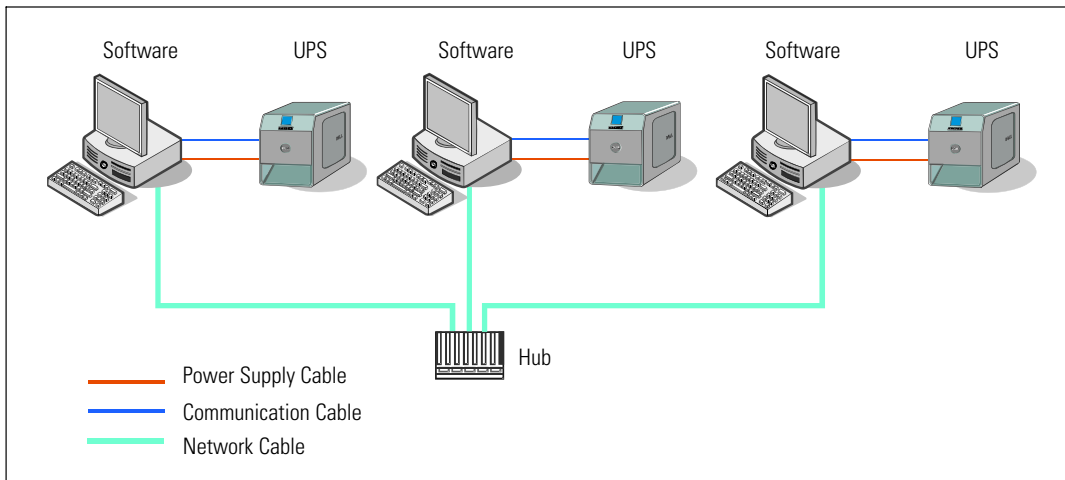 Software UPS Software UPS Software UPS
Hub
Power Supply Cable
Communication Cable
Network Cable